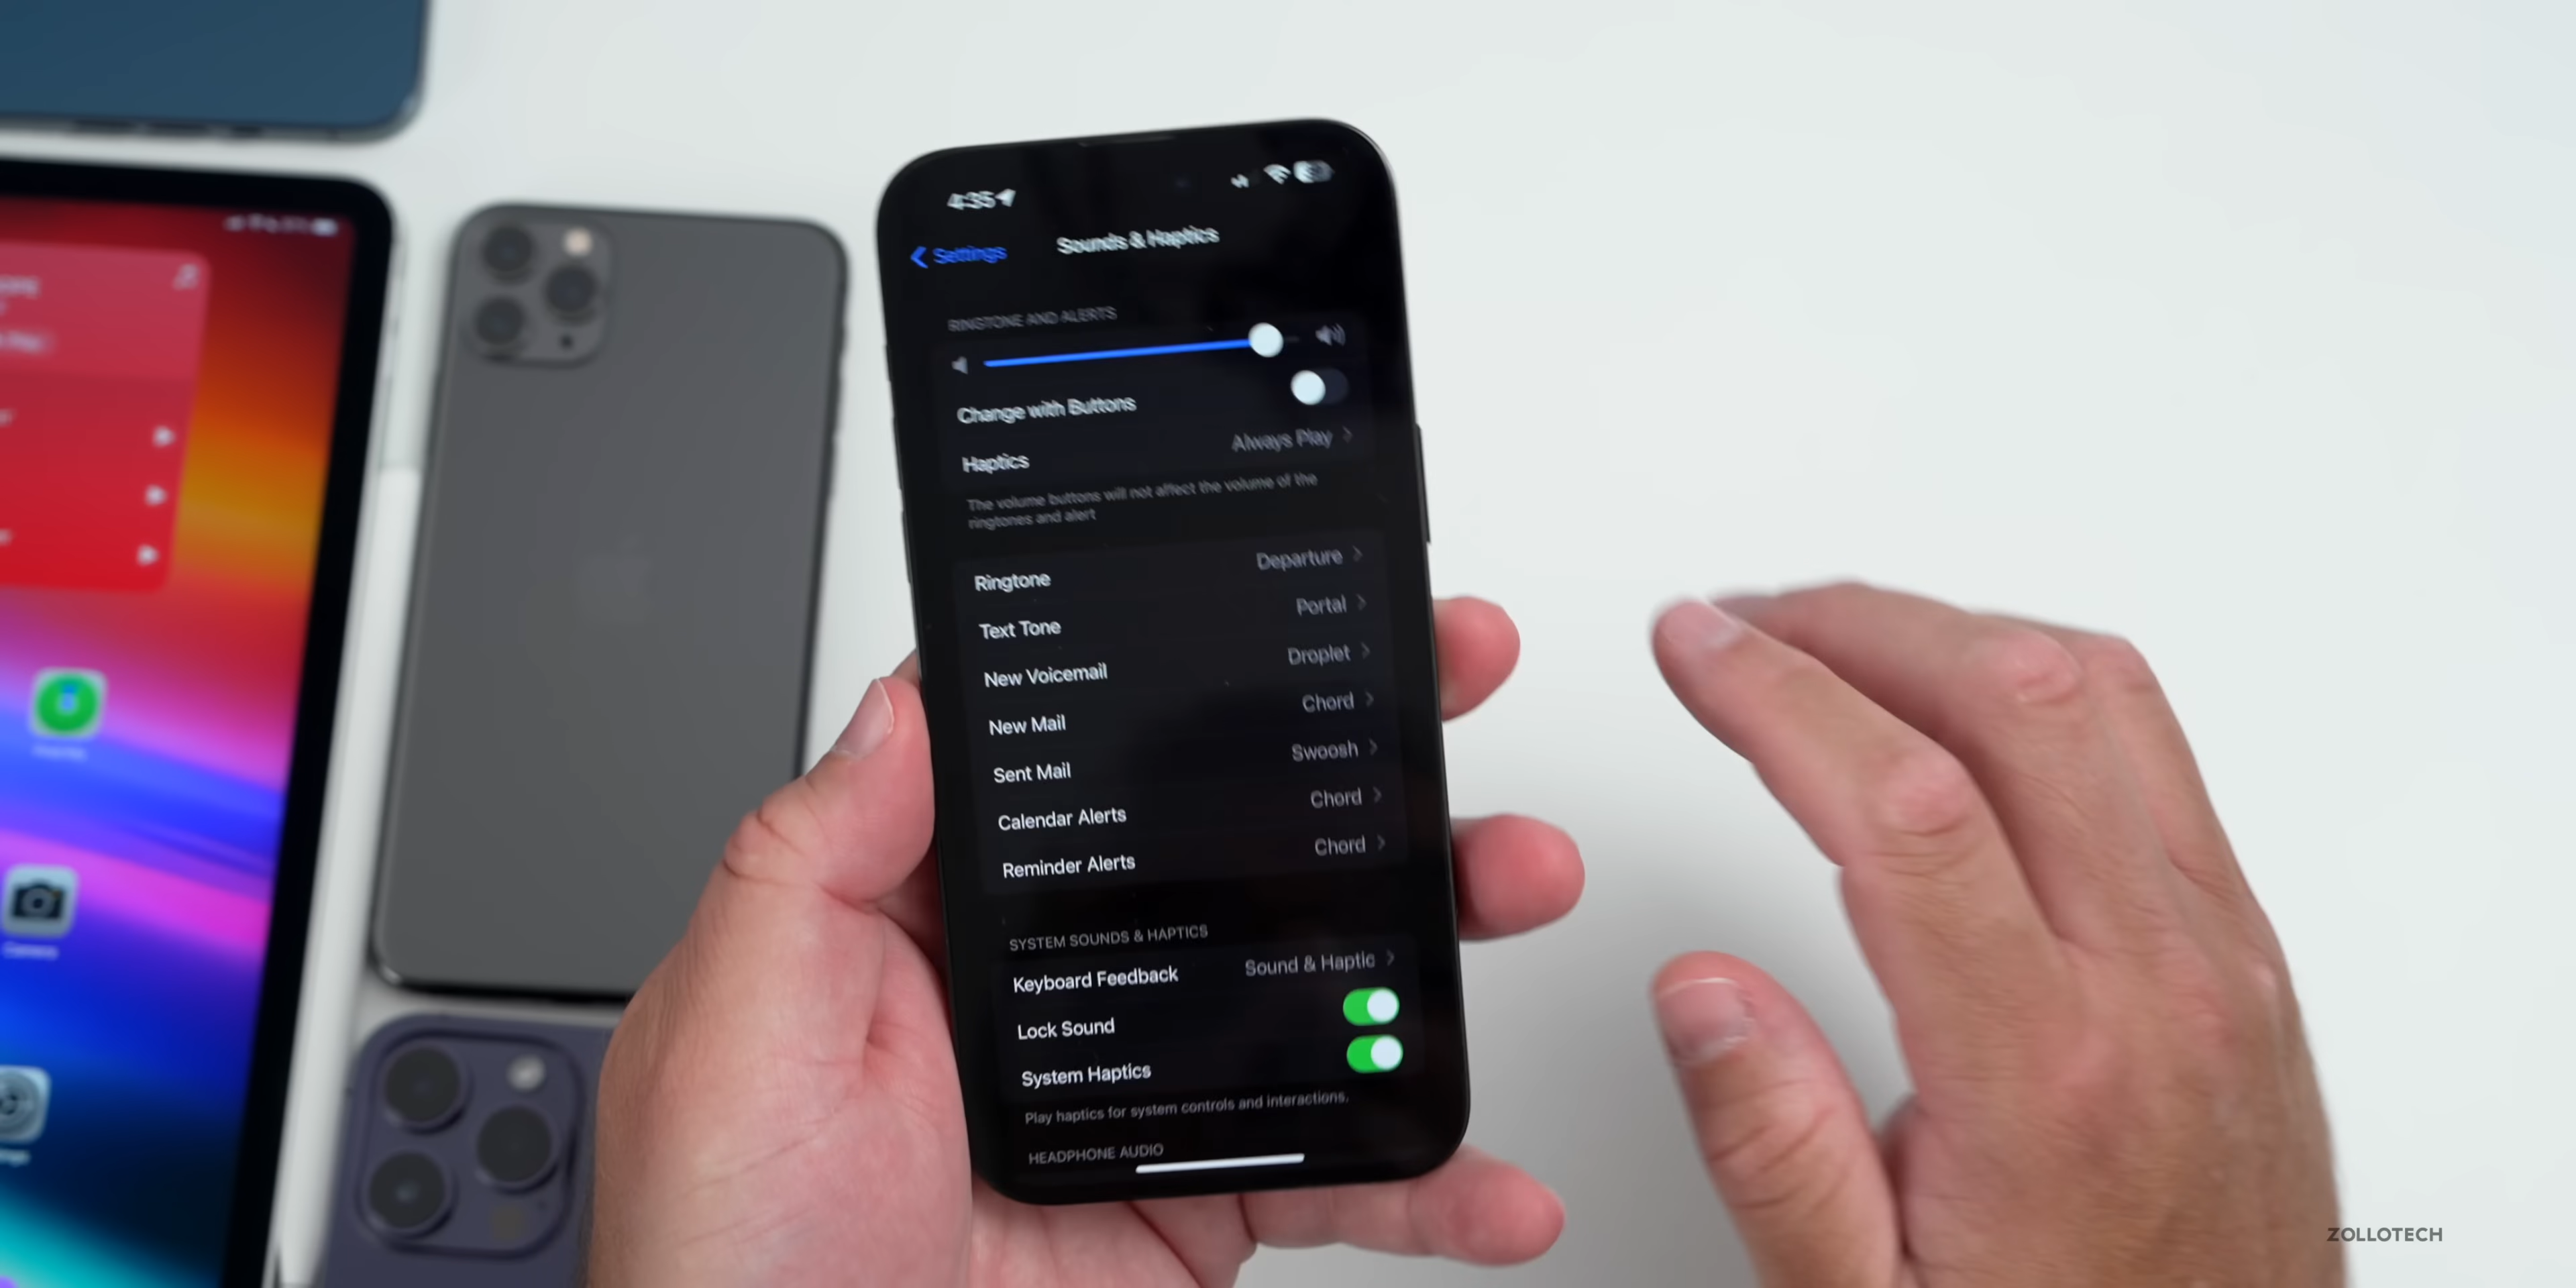 4:35
Settings
Sounds & Haptics
RINGTONE AND ALERTS
Change with Buttons
Haptics Always Play
The volume buttons will not affect the volume of the
ringtones and alert
Ringtone Departure
Text Tone Portal
New Voicemail Droplet
New Mail Chord
Sent Mail Swoosh
Calendar Alerts Chord
Reminder Alerts Chord
SYSTEM SOUNDS & HAPTICS
Keyboard Feedback Sound & Haptic
Lock Sound
System Haptics
Play haptics for system controls and interactions.
HEADPHONE AUDIO
Camera
ZOLLOTECH